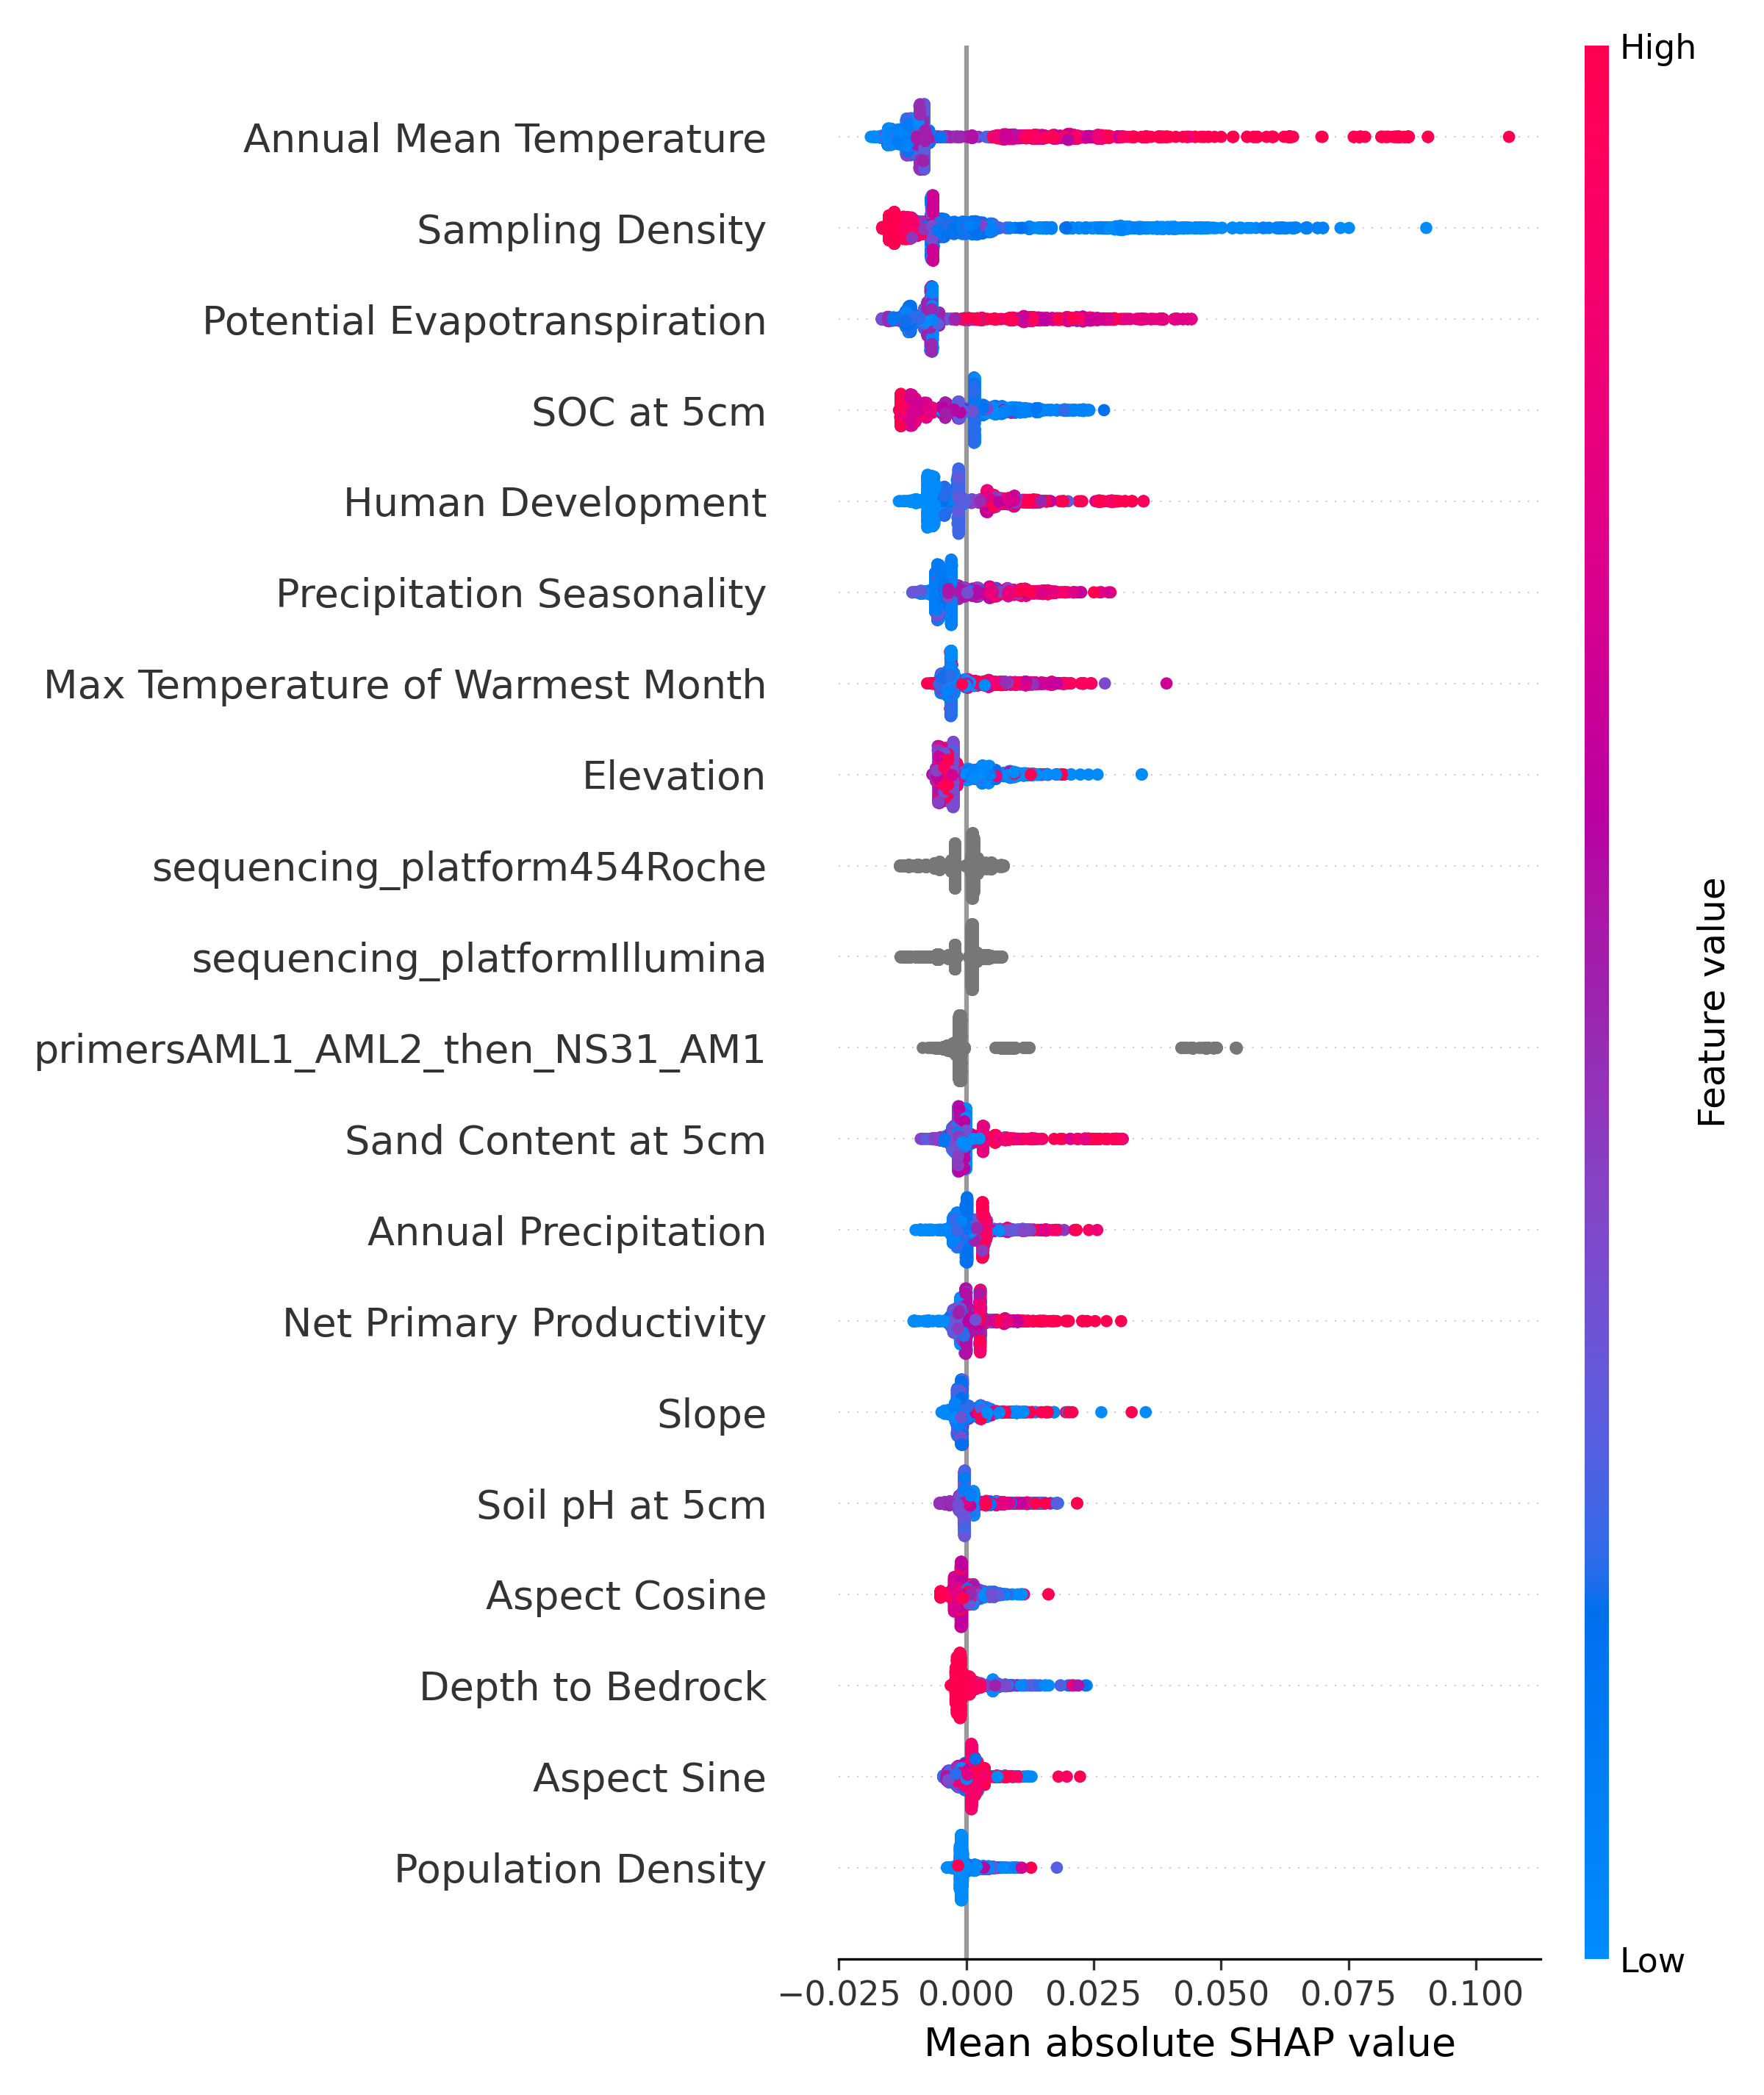 High
Annual Mean Temperature
Sampling Density
Potential Evapotranspiration
SOC at 5cm
Human Development
Precipitation Seasonality
Max Temperature of Warmest Month
Elevation
sequencing_platform454Roche
sequencing_platformIllumina
primersAML1_AML2_then_NS31_AM1
Sand Content at 5cm
Annual Precipitation
Net Primary Productivity
Slope
Soil pH at 5cm
Aspect Cosine
Depth to Bedrock
Aspect Sine
Population Density
Feature value
Low
−0.025 0.000 0.025 0.050 0.075 0.100
Mean absolute SHAP value